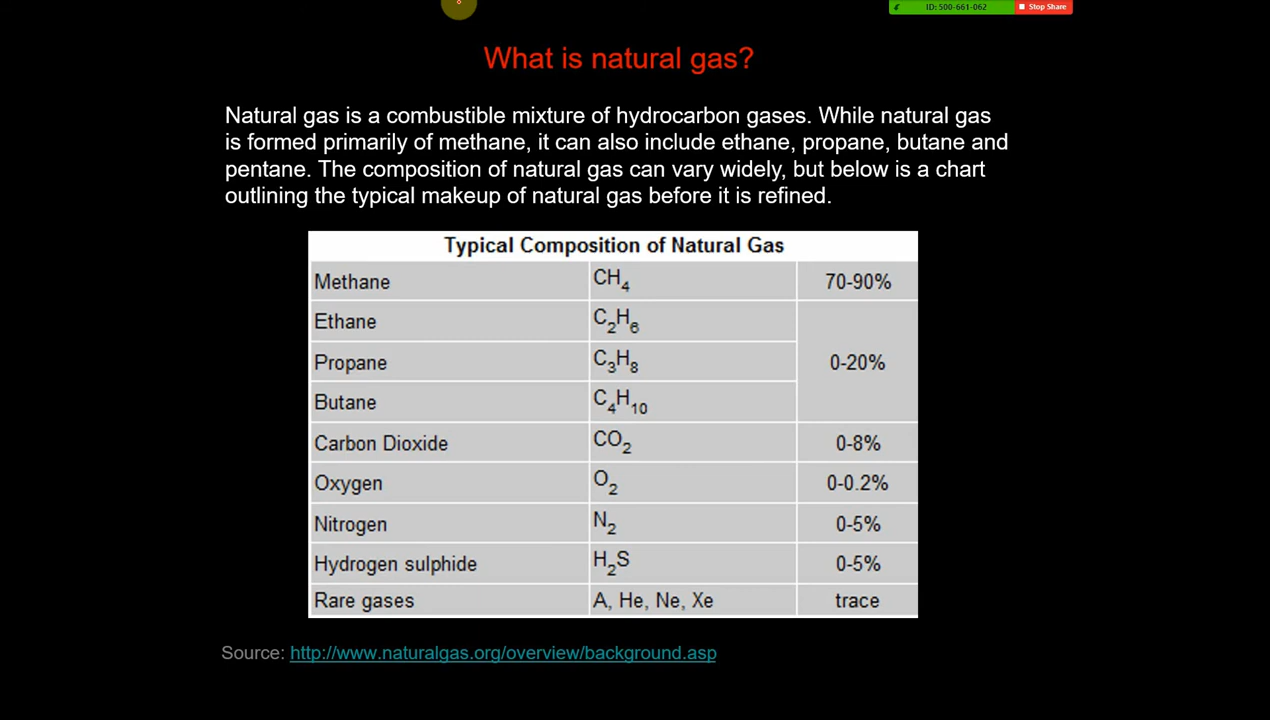 ID: 500-661-062
Stop Share
What is natural gas?
Natural gas is a combustible mixture of hydrocarbon gases. While natural gas
is formed primarily of methane, it can also include ethane, propane, butane and
pentane. The composition of natural gas can vary widely, but below is a chart
outlining the typical makeup of natural gas before it is refined.
Typical Composition of Natural Gas
Methane CH4 70-90%
Ethane C2H6
Propane C3H8 0-20%
Butane C4H10
Carbon Dioxide CO2 0-8%
Oxygen O2 0-0.2%
Nitrogen N2 0-5%
Hydrogen sulphide H2S 0-5%
Rare gases A, He, Ne, Xe trace
Source: http://www.naturalgas.org/overview/background.asp